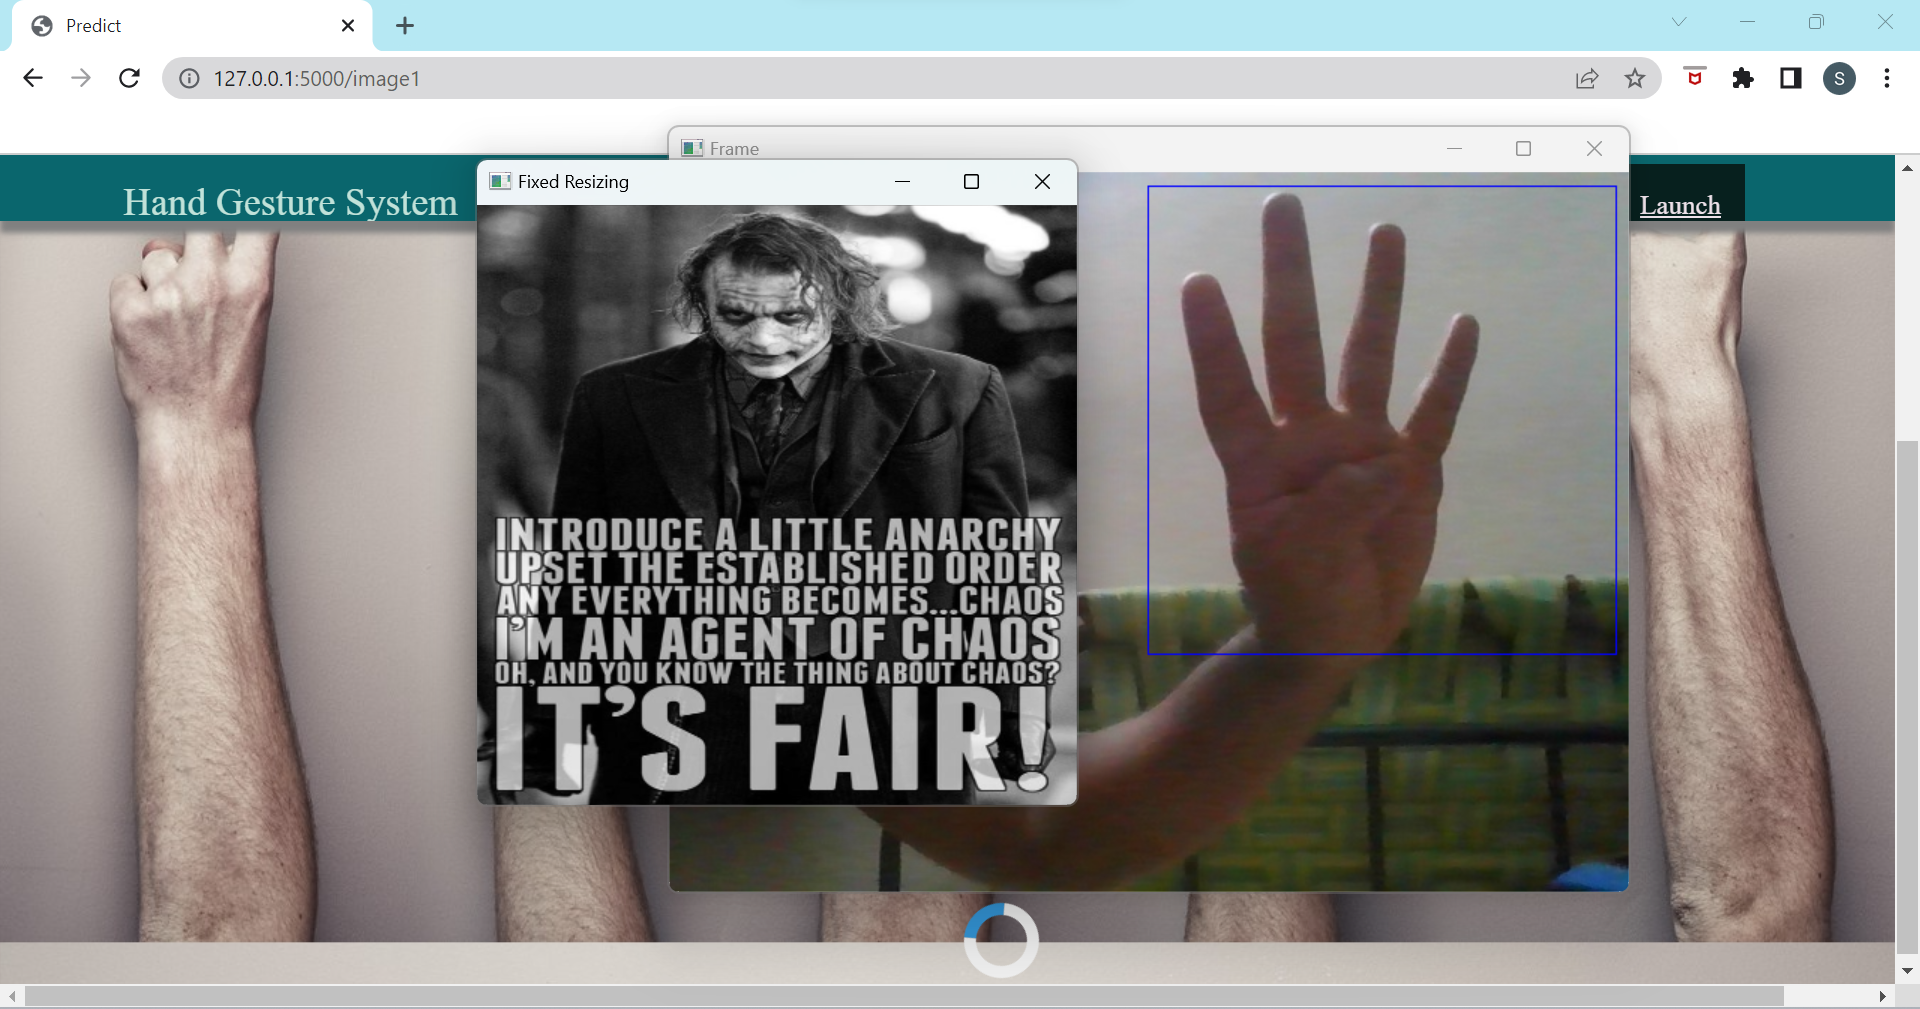 Predict
127.0.0.1:5000/image1
S
Frame
Fixed Resizing
Hand Gesture System
Launch
INTRODUCE A LITTLE ANARCHY
UPSET THE ESTABLISHED ORDER
ANY EVERYTHING BECOMES...CHAOS
I'M AN AGENT OF CHAOS
OH, AND YOU KNOW THE THING ABOUT CHAOS?
IT'S FAIR!